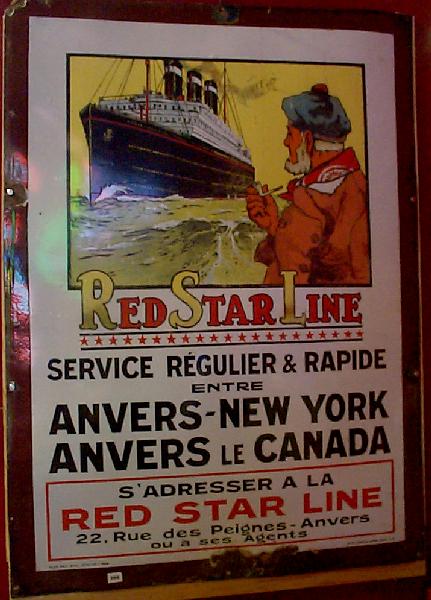 RED STAR LINE
SERVICE RÉGULIER & RAPIDE
ENTRE
ANVERS-NEW YORK
ANVERS LE CANADA
S'ADRESSER A LA
RED STAR LINE
22. Rue des Peignes-Anvers
ou a ses Agents